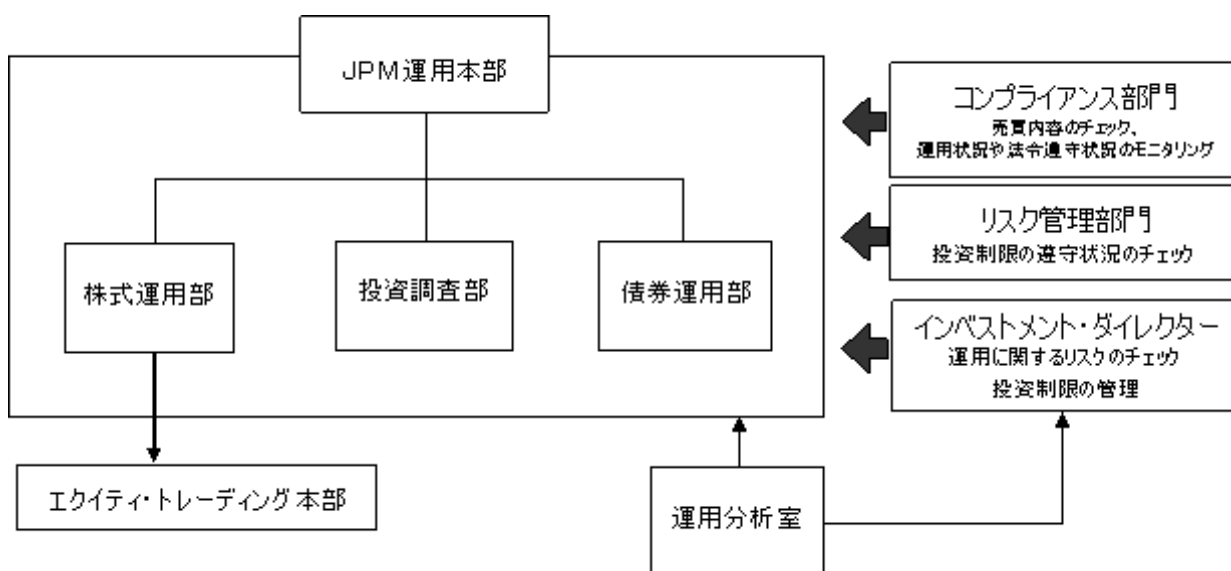 JPM運用本部
コンプライアンス部門
売買内容のチェック、
運用状況や法令遵守状況のモニタリング
リスク管理部門
投資制限の遵守状況のチェック
株式運用部
投資調査部
債券運用部
インベストメント・ダイレクター
運用に関するリスクのチェック
投資制限の管理
エクイティ・トレーディング本部
運用分析室